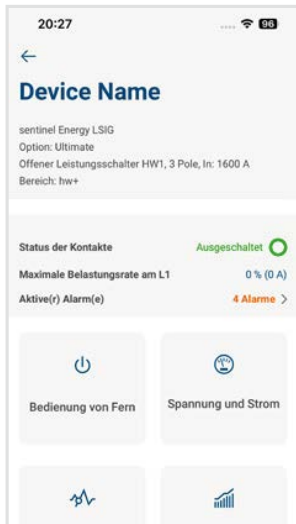 20:27
96
Device Name
sentinel Energy LSIG
Option: Ultimate
Offener Leistungsschalter HW1, 3 Pole, In: 1600 A
Bereich: hw+
Status der Kontakte Ausgeschaltet
Maximale Belastungsrate am L1 0 % (0 A)
Aktive(r) Alarm(e) 4 Alarme
Bedienung von Fern Spannung und Strom